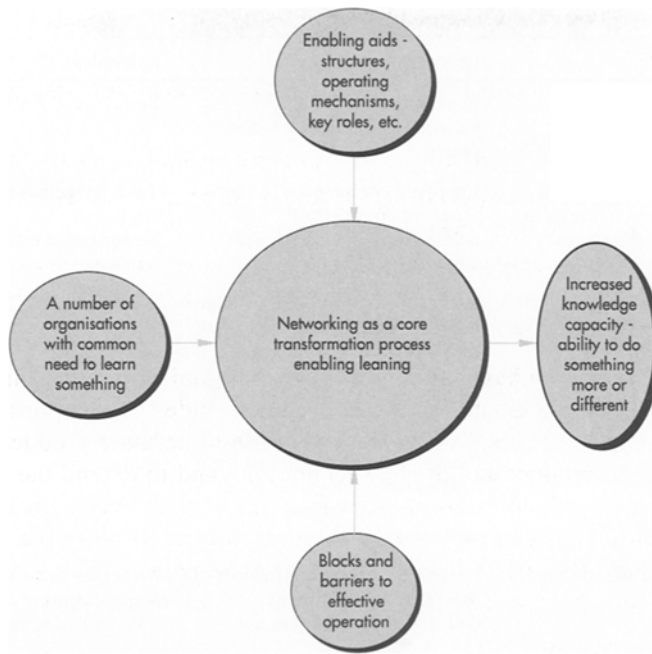 Enabling aids -
structures,
operating
mechanisms,
key roles, etc.
A number of
organisations
with common
need to learn
something
Networking as a core
transformation process
enabling leaning
Increased
knowledge
capacity -
ability to do
something
more or
different
Blocks and
barriers to
effective
operation